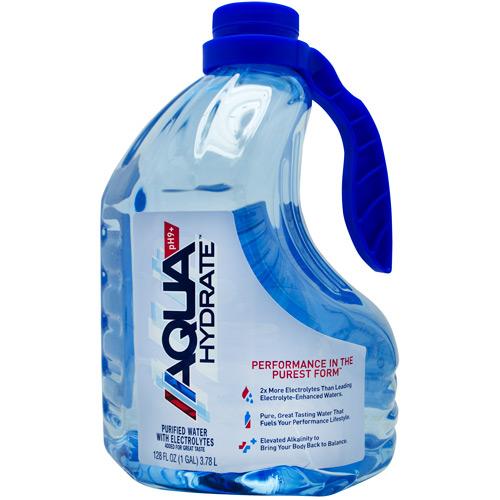 pH9+
AQUA
HYDRATE™
PURIFIED WATER
WITH ELECTROLYTES
ADDED FOR GREAT TASTE
128 FL OZ (1 GAL) 3.78 L
PERFORMANCE IN THE
PUREST FORM™
2x More Electrolytes Than Leading
Electrolyte-Enhanced Waters.
Pure, Great Tasting Water That
Fuels Your Performance Lifestyle.
Elevated Alkalinity to
Bring Your Body Back to Balance.